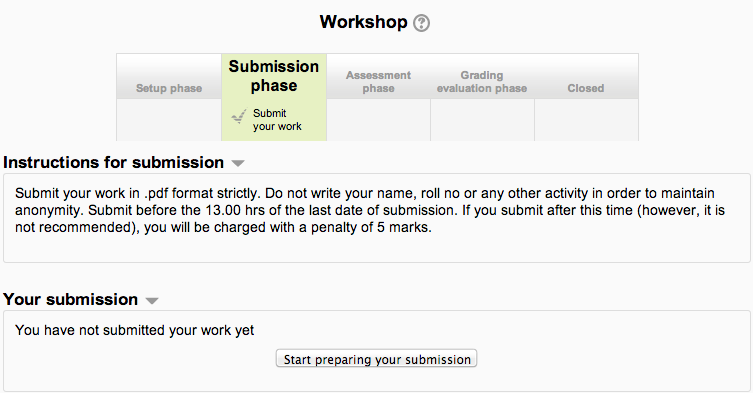 Workshop ?
Setup phase
Submission
phase
Submit
your work
Assessment
phase
Grading
evaluation phase
Closed
Instructions for submission
Submit your work in .pdf format strictly. Do not write your name, roll no or any other activity in order to maintain
anonymity. Submit before the 13.00 hrs of the last date of submission. If you submit after this time (however, it is
not recommended), you will be charged with a penalty of 5 marks.
Your submission
You have not submitted your work yet
Start preparing your submission